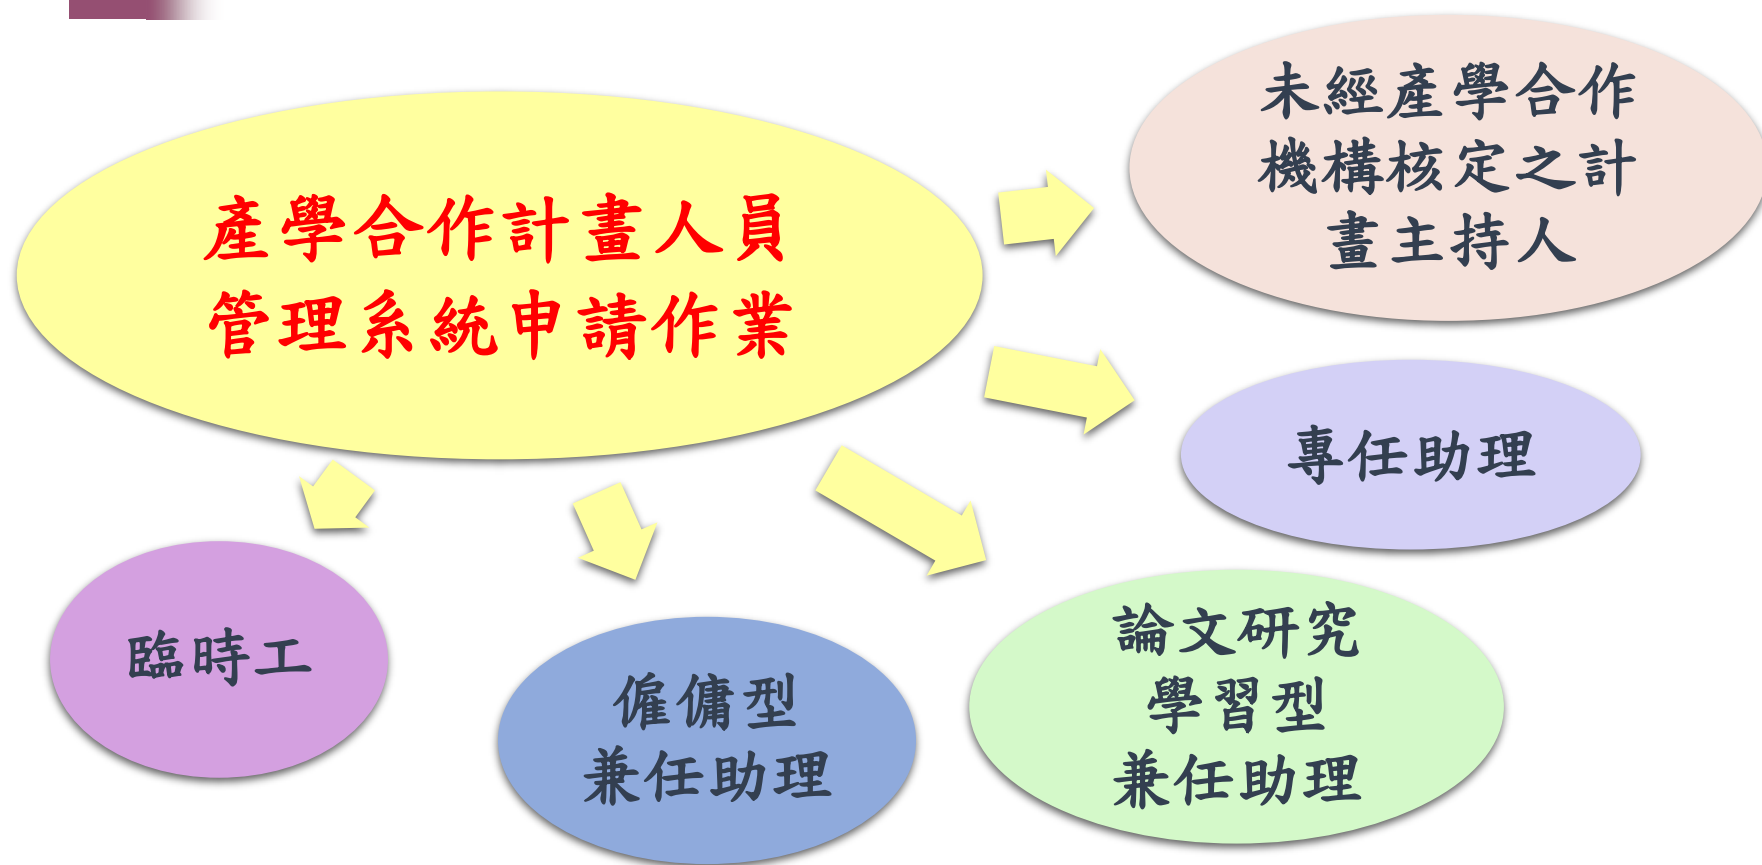 產學合作計畫人員
管理系統申請作業
未經產學合作
機構核定之計
畫主持人
專任助理
論文研究
學習型
兼任助理
僱傭型
兼任助理
臨時工